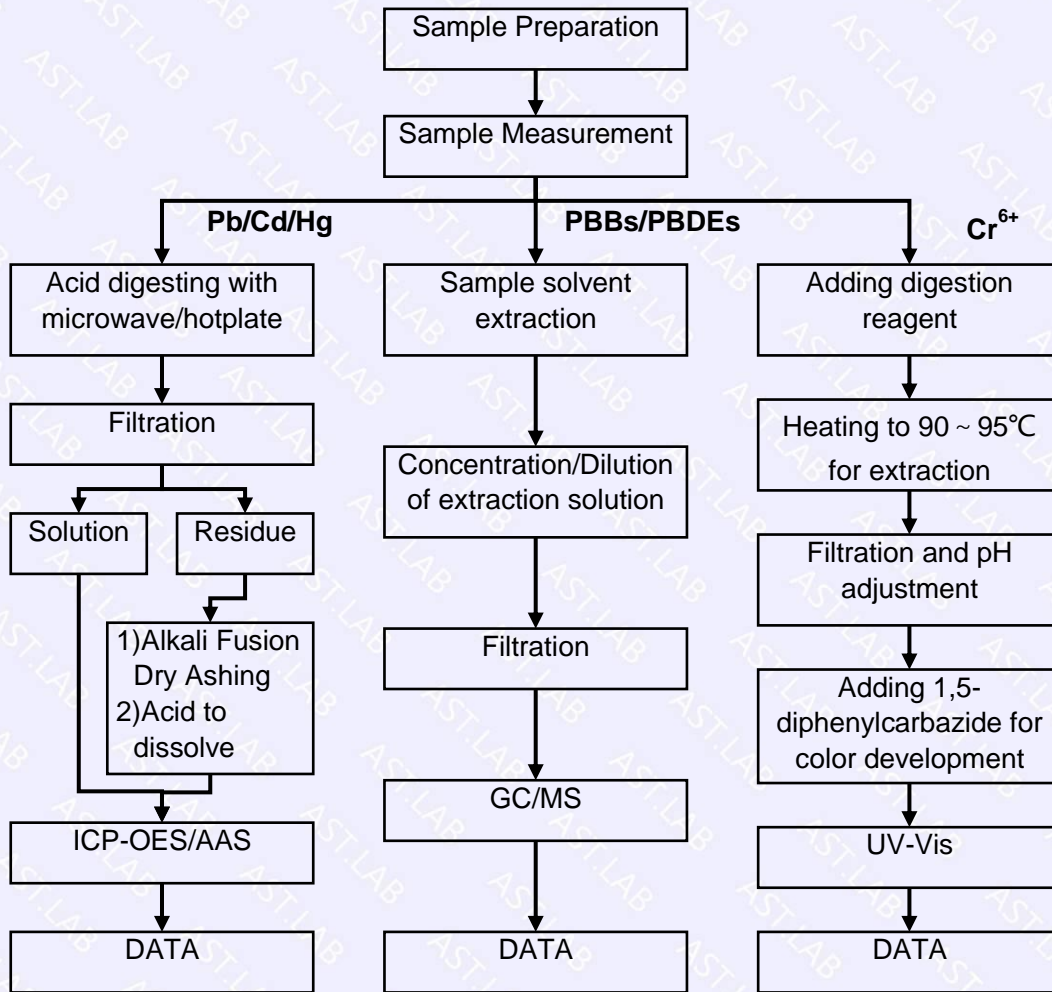 Sample Preparation
Sample Measurement
Pb/Cd/Hg
PBBs/PBDEs
Cr6+
Acid digesting with
microwave/hotplate
Sample solvent
extraction
Adding digestion
reagent
Filtration
Heating to 90 ~ 95℃
for extraction
Concentration/Dilution
of extraction solution
Solution
Residue
Filtration and pH
adjustment
1)Alkali Fusion
Dry Ashing
2)Acid to
dissolve
Filtration
Adding 1,5-
diphenylcarbazide for
color development
GC/MS
ICP-OES/AAS
UV-Vis
DATA
DATA
DATA
AST.LAB